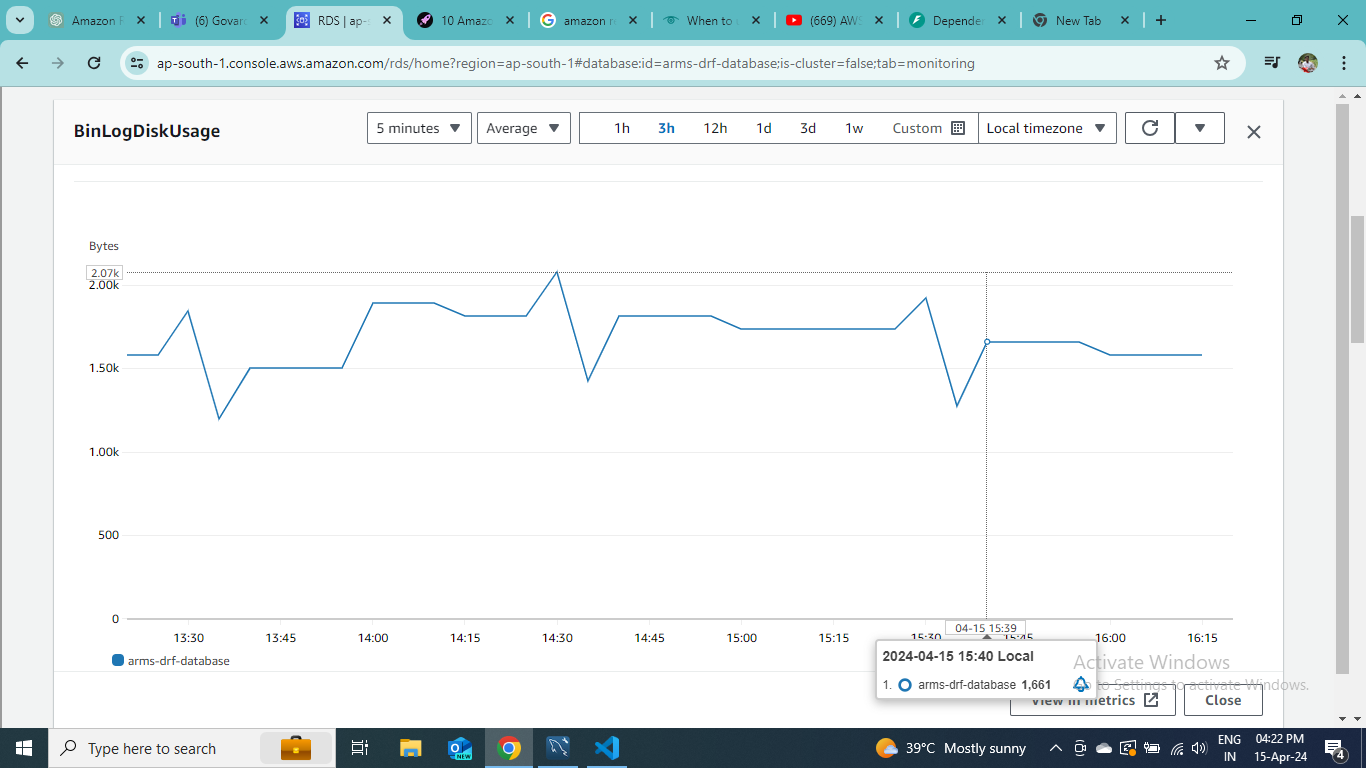 Amazon R
(6) Govard
RDS | ap-s
10 Amazo
amazon rd
When to u
(669) AWS
Depende
New Tab
ap-south-1.console.aws.amazon.com/rds/home?region=ap-south-1#database:id=arms-drf-database;is-cluster=false;tab=monitoring
BinLogDiskUsage
5 minutes
Average
1h
3h
12h
1d
3d
1w
Custom
Local timezone
Bytes
2.07k
2.00k
1.50k
1.00k
500
0
13:30
13:45
14:00
14:15
14:30
14:45
15:00
15:15
15:30
04-15 15:39
15:45
16:00
16:15
arms-drf-database
2024-04-15 15:40 Local
1. arms-drf-database 1,661
Activate Windows
Go to Settings to activate Windows.
View in metrics
Close
Type here to search
NEW
39°C Mostly sunny
ENG
IN
04:22 PM
15-Apr-24
4